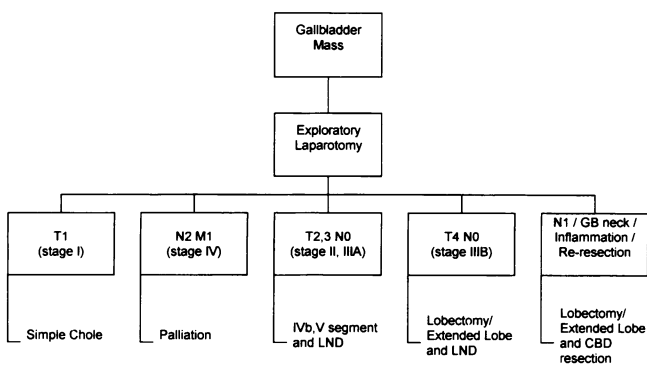 Gallbladder
Mass
Exploratory
Laparotomy
T1
(stage I)
N2 M1
(stage IV)
T2,3 N0
(stage II, IIIA)
T4 N0
(stage IIIB)
N1 / GB neck /
Inflammation /
Re-resection
Simple Chole
Palliation
IVb,V segment
and LND
Lobectomy/
Extended Lobe
and LND
Lobectomy/
Extended Lobe
and CBD
resection